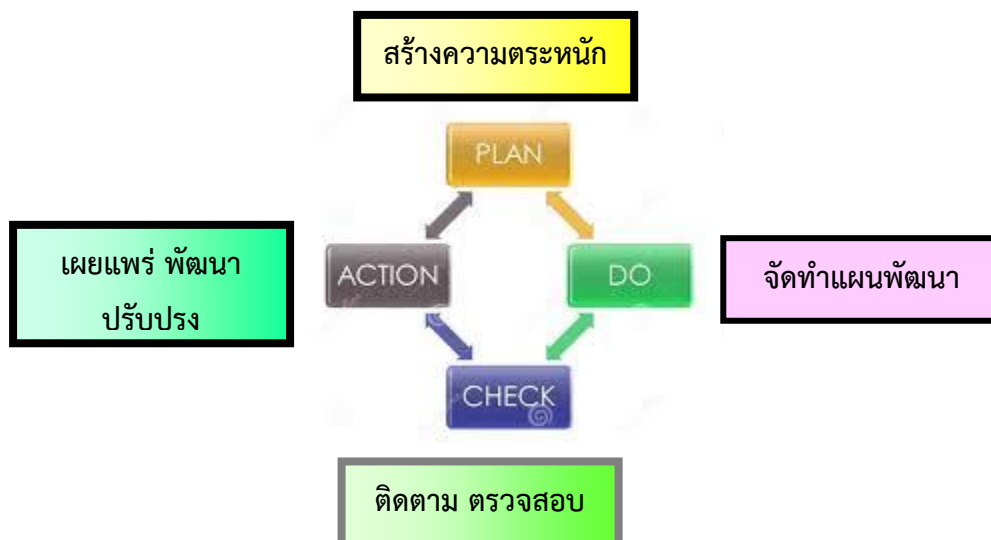 สร้างความตระหนัก
PLAN
เผยแพร่ พัฒนา
ปรับปรง
ACTION
DO
จัดทำแผนพัฒนา
CHECK
ติดตาม ตรวจสอบ